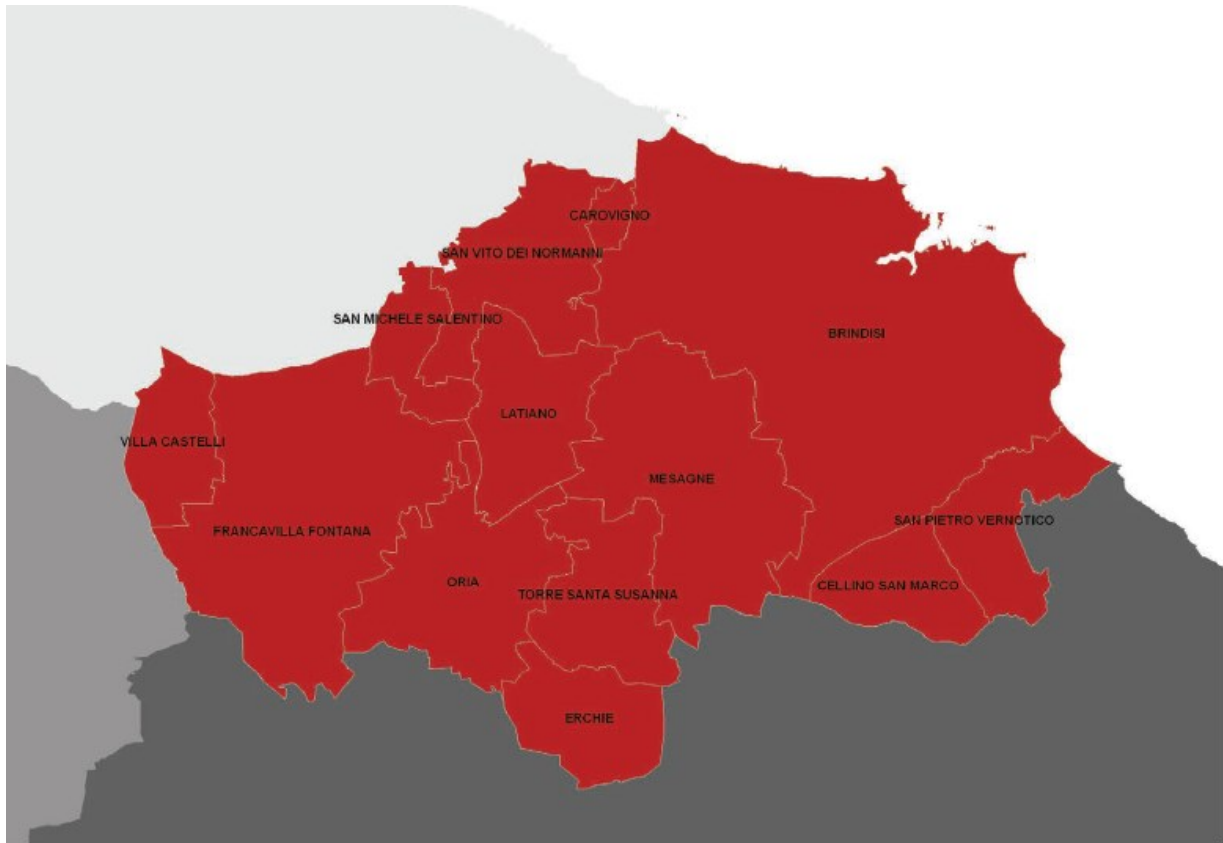 CAROVIGNO
SAN VITO DEI NORMANNI
SAN MICHELE SALENTINO
BRINDISI
LATIANO
VILLA CASTELLI
MESAGNE
SAN PIETRO VERNOTICO
FRANCAVILLA FONTANA
ORIA
CELLINO SAN MARCO
TORRE SANTA SUSANNA
ERCHIE